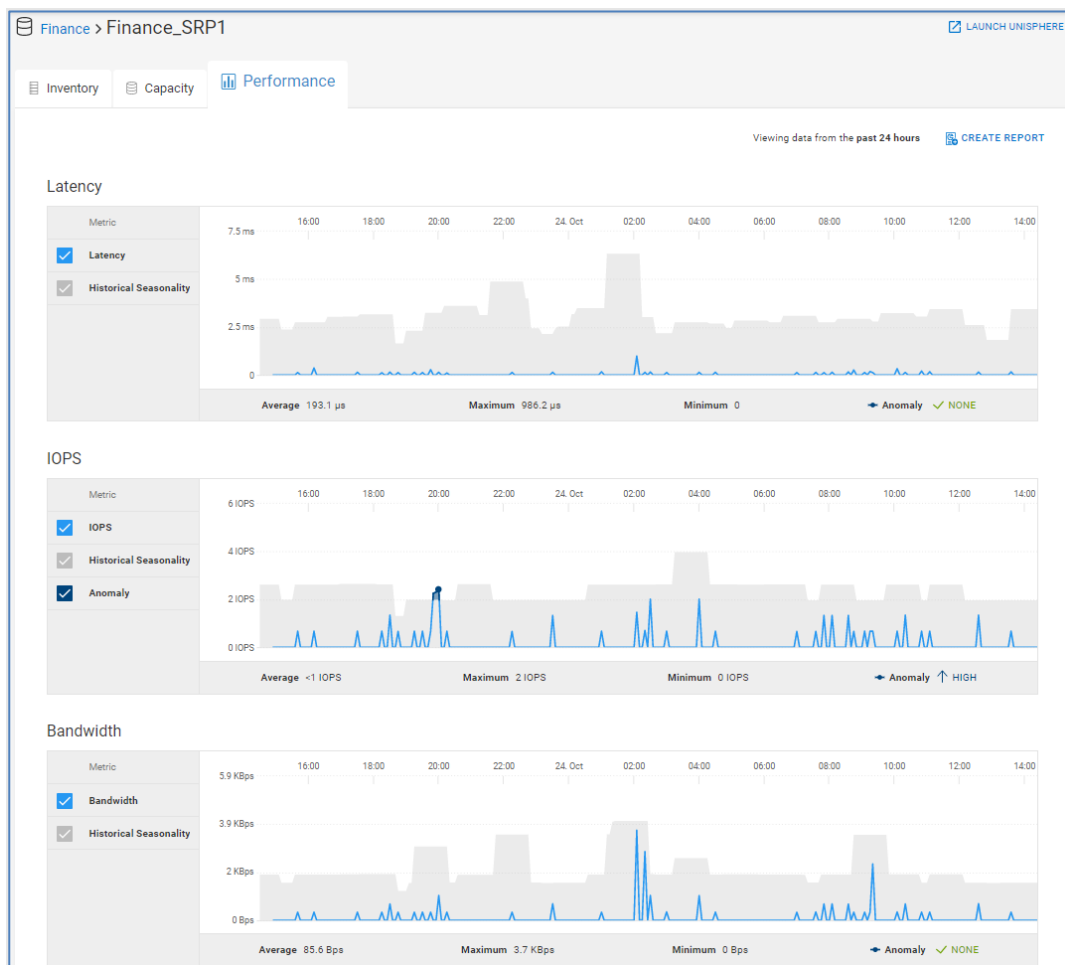 Finance > Finance_SRP1
LAUNCH UNISPHERE
Inventory
Capacity
Performance
Viewing data from the past 24 hours
CREATE REPORT
Latency
Metric
Latency
Historical Seasonality
16:00 18:00 20:00 22:00 24. Oct 02:00 04:00 06:00 08:00 10:00 12:00 14:00
7.5 ms
5 ms
2.5 ms
0
Average 193.1 μs Maximum 986.2 μs Minimum 0 Anomaly NONE
IOPS
Metric
IOPS
Historical Seasonality
Anomaly
16:00 18:00 20:00 22:00 24. Oct 02:00 04:00 06:00 08:00 10:00 12:00 14:00
6 IOPS
4 IOPS
2 IOPS
0 IOPS
Average <1 IOPS Maximum 2 IOPS Minimum 0 IOPS Anomaly HIGH
Bandwidth
Metric
Bandwidth
Historical Seasonality
16:00 18:00 20:00 22:00 24. Oct 02:00 04:00 06:00 08:00 10:00 12:00 14:00
5.9 KBps
3.9 KBps
2 KBps
0 Bps
Average 85.6 Bps Maximum 3.7 KBps Minimum 0 Bps Anomaly NONE